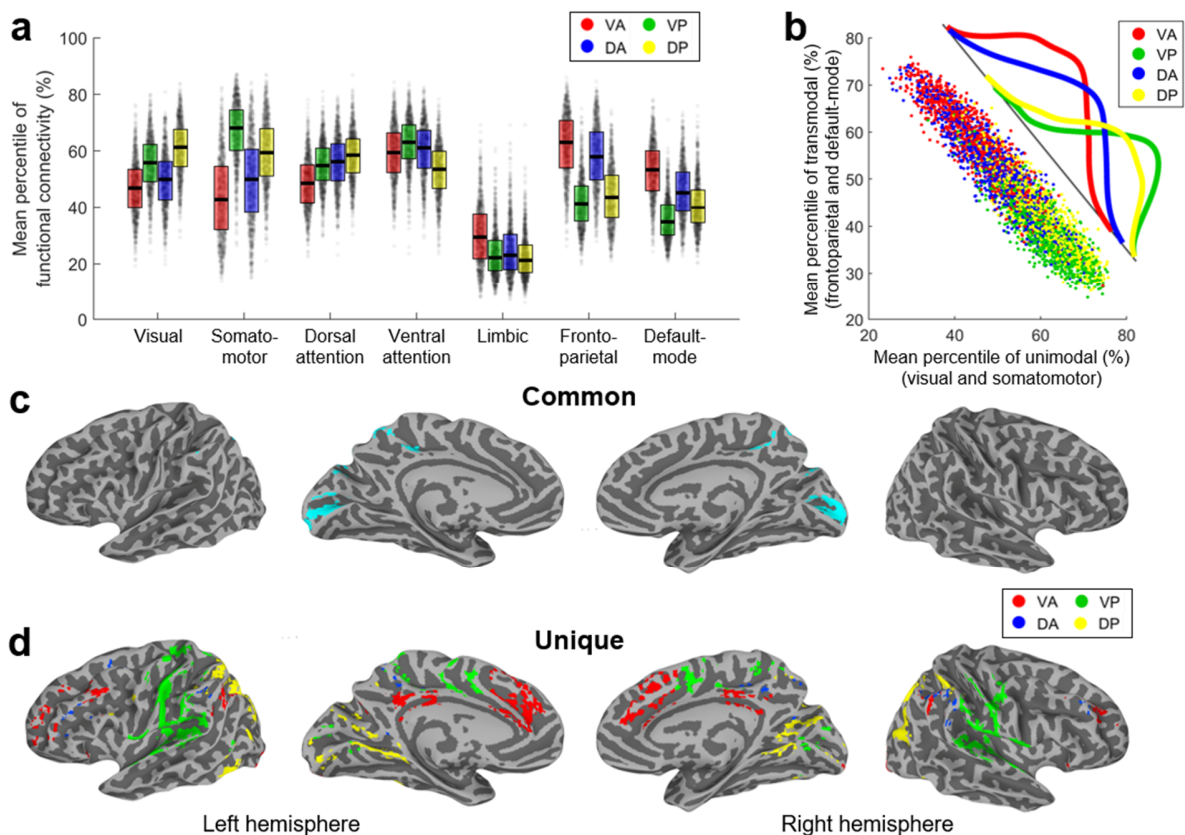 a
VA
VP
DA
DP
Mean percentile of
functional connectivity (%)
100
80
60
40
20
0
Visual
Somato-
motor
Dorsal
attention
Ventral
attention
Limbic
Fronto-
parietal
Default-
mode
b
VA
VP
DA
DP
Mean percentile of transmodal (%)
(frontoparietal and default-mode)
80
70
60
50
40
30
20
20
40
60
80
Mean percentile of unimodal (%)
(visual and somatomotor)
c
Common
VA
VP
DA
DP
d
Unique
Left hemisphere
Right hemisphere